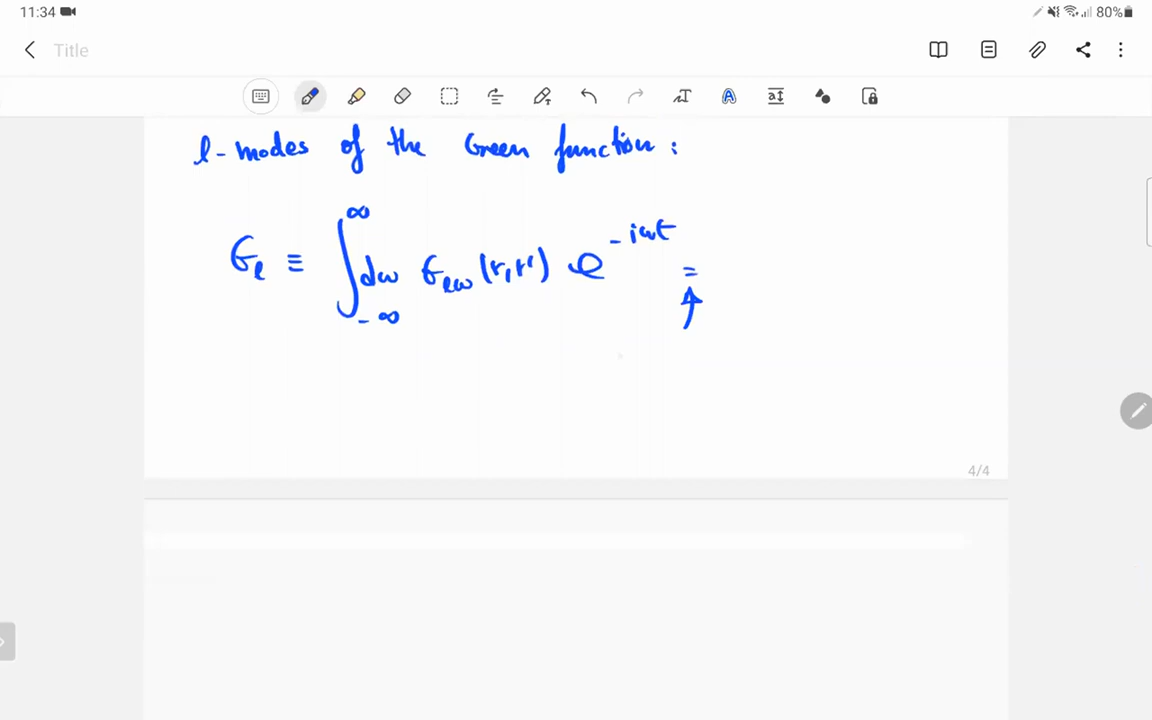 11:34
80%
Title
l-modes of the Green function :
G_l ≡ ∫_{-∞}^{∞} dω G_{lω}(r,r') e^{-iωt} =
4/4